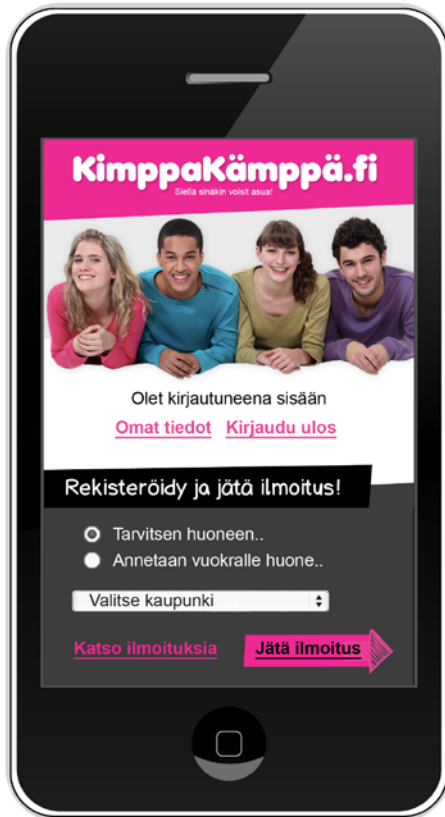 KimppaKämppä.fi
Siellä sinäkin voisit asua!
Olet kirjautuneena sisään
Omat tiedot Kirjaudu ulos
Rekisteröidy ja jätä ilmoitus!
Tarvitsen huoneen..
Annetaan vuokralle huone..
Valitse kaupunki
Katso ilmoituksia Jätä ilmoitus